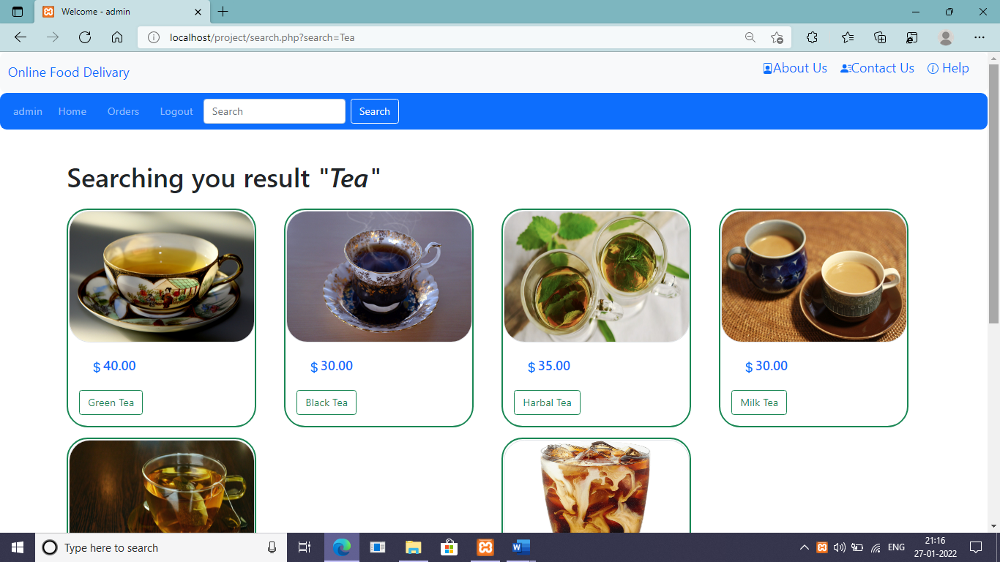 Welcome - admin
localhost/project/search.php?search=Tea
Online Food Delivary
About Us Contact Us Help
admin Home Orders Logout Search Search
Searching you result "Tea"
$ 40.00 $ 30.00 $ 35.00 $ 30.00
Green Tea Black Tea Harbal Tea Milk Tea
Type here to search
ENG
21:16
27-01-2022